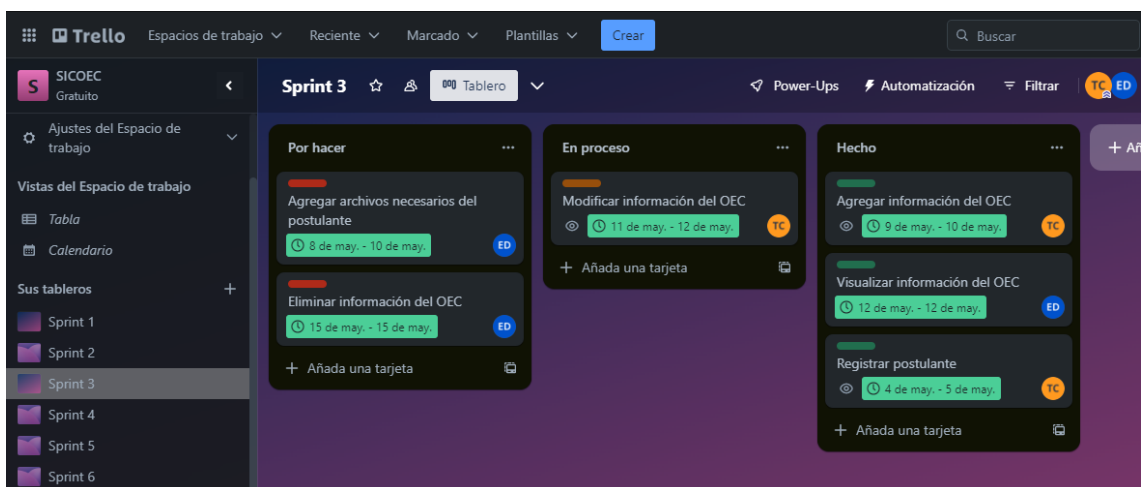 Trello Espacios de trabajo Reciente Marcado Plantillas Crear Buscar
S SICOEC
Gratuito
Ajustes del Espacio de
trabajo
Vistas del Espacio de trabajo
Tabla
Calendario
Sus tableros +
Sprint 1
Sprint 2
Sprint 3
Sprint 4
Sprint 5
Sprint 6
Sprint 3 Tablero Power-Ups Automatización Filtrar TC ED
Por hacer ...
Agregar archivos necesarios del
postulante
8 de may. - 10 de may. ED
Eliminar información del OEC
15 de may. - 15 de may. ED
+ Añada una tarjeta
En proceso ...
Modificar información del OEC
11 de may. - 12 de may. TC
+ Añada una tarjeta
Hecho ...
Agregar información del OEC
9 de may. - 10 de may. TC
Visualizar información del OEC
12 de may. - 12 de may. ED
Registrar postulante
4 de may. - 5 de may. TC
+ Añada una tarjeta